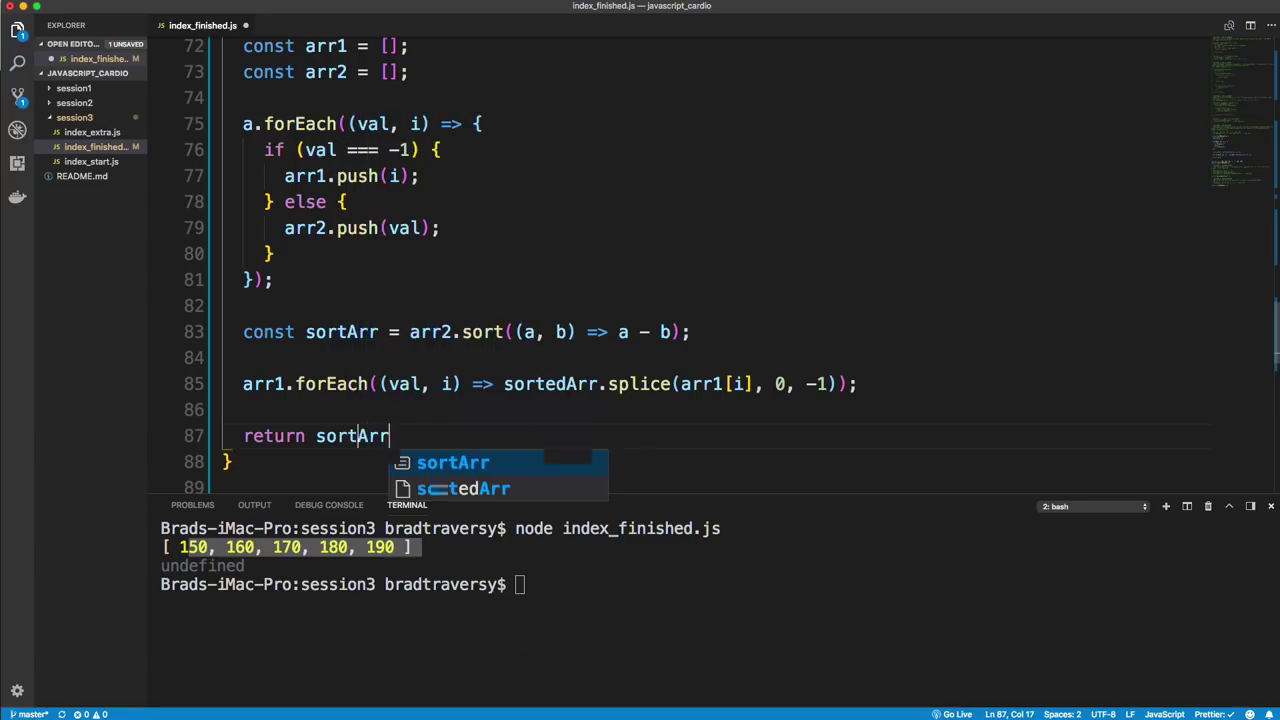 index_finished.js — javascript_cardio
EXPLORER
index_finished.js
OPEN EDITO... 1 UNSAVED
index_finishe... M
JAVASCRIPT_CARDIO
session1
session2
session3
JS index_extra.js
JS index_finished... M
JS index_start.js
README.md
72 const arr1 = [];
73 const arr2 = [];
74
75 a.forEach((val, i) => {
76 if (val === -1) {
77 arr1.push(i);
78 } else {
79 arr2.push(val);
80 }
81 });
82
83 const sortArr = arr2.sort((a, b) => a - b);
84
85 arr1.forEach((val, i) => sortedArr.splice(arr1[i], 0, -1));
86
87 return sortArr
88 }
89
sortArr
sortedArr
PROBLEMS OUTPUT DEBUG CONSOLE TERMINAL 2: bash
Brads-iMac-Pro:session3 bradtraversy$ node index_finished.js
[ 150, 160, 170, 180, 190 ]
undefined
Brads-iMac-Pro:session3 bradtraversy$
master* 0 0 Go Live Ln 87, Col 17 Spaces: 2 UTF-8 LF JavaScript Prettier: ✓